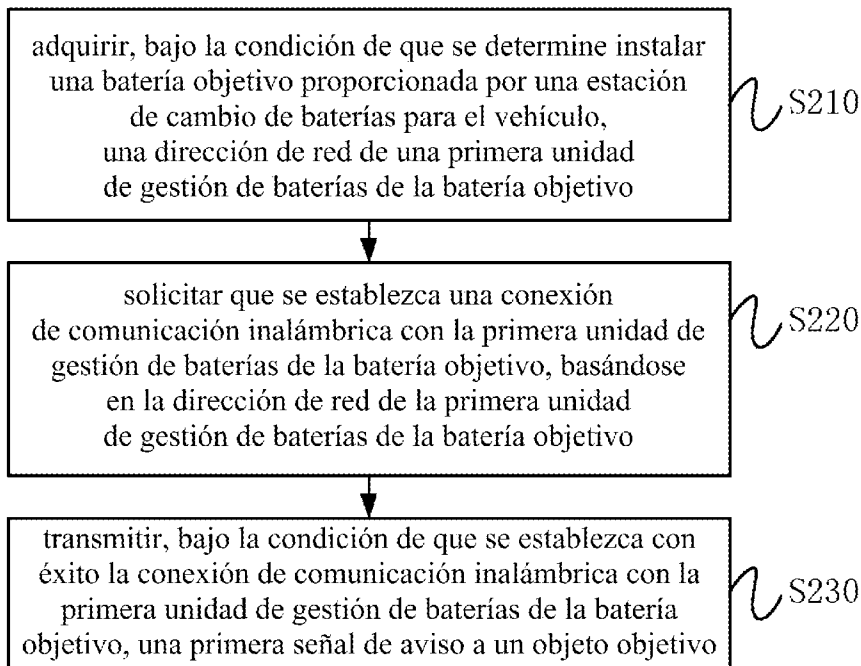 adquirir, bajo la condición de que se determine instalar
una batería objetivo proporcionada por una estación
de cambio de baterías para el vehículo,
una dirección de red de una primera unidad
de gestión de baterías de la batería objetivo
S210
solicitar que se establezca una conexión
de comunicación inalámbrica con la primera unidad de
gestión de baterías de la batería objetivo, basándose
en la dirección de red de la primera unidad
de gestión de baterías de la batería objetivo
S220
transmitir, bajo la condición de que se establezca con
éxito la conexión de comunicación inalámbrica con la
primera unidad de gestión de baterías de la batería
objetivo, una primera señal de aviso a un objeto objetivo
S230